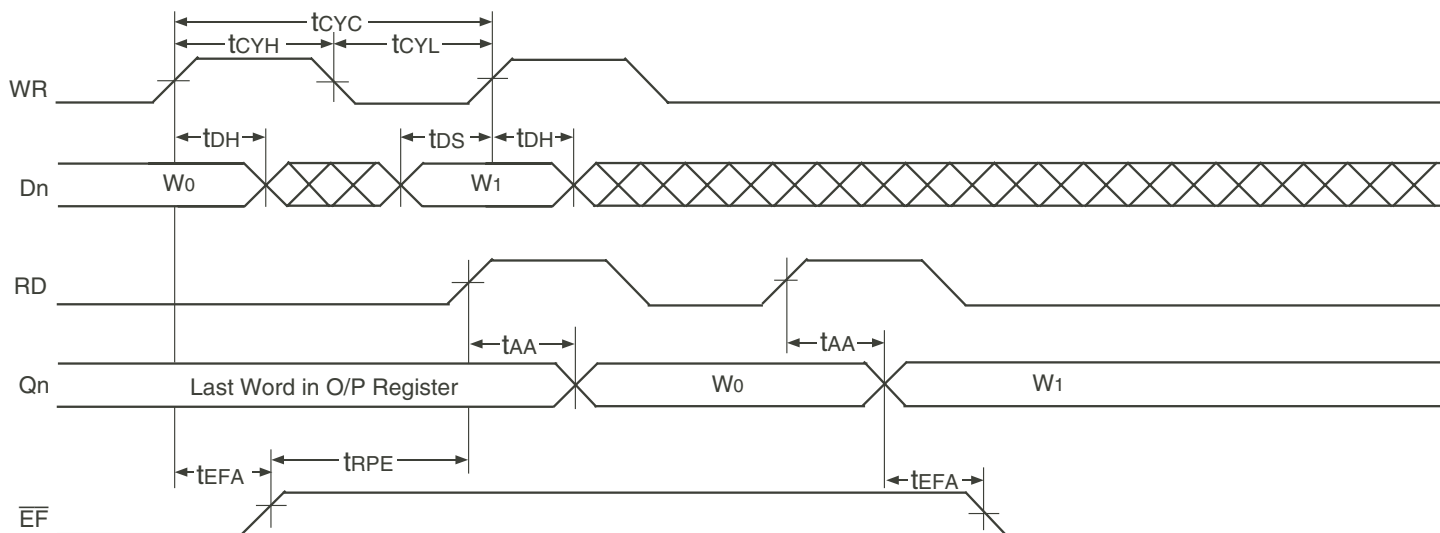 tCYC
tCYH tCYL
WR
tDH tDS tDH
Dn W0 W1
RD
tAA tAA
Qn Last Word in O/P Register W0 W1
tEFA tRPE tEFA
E̅F̅